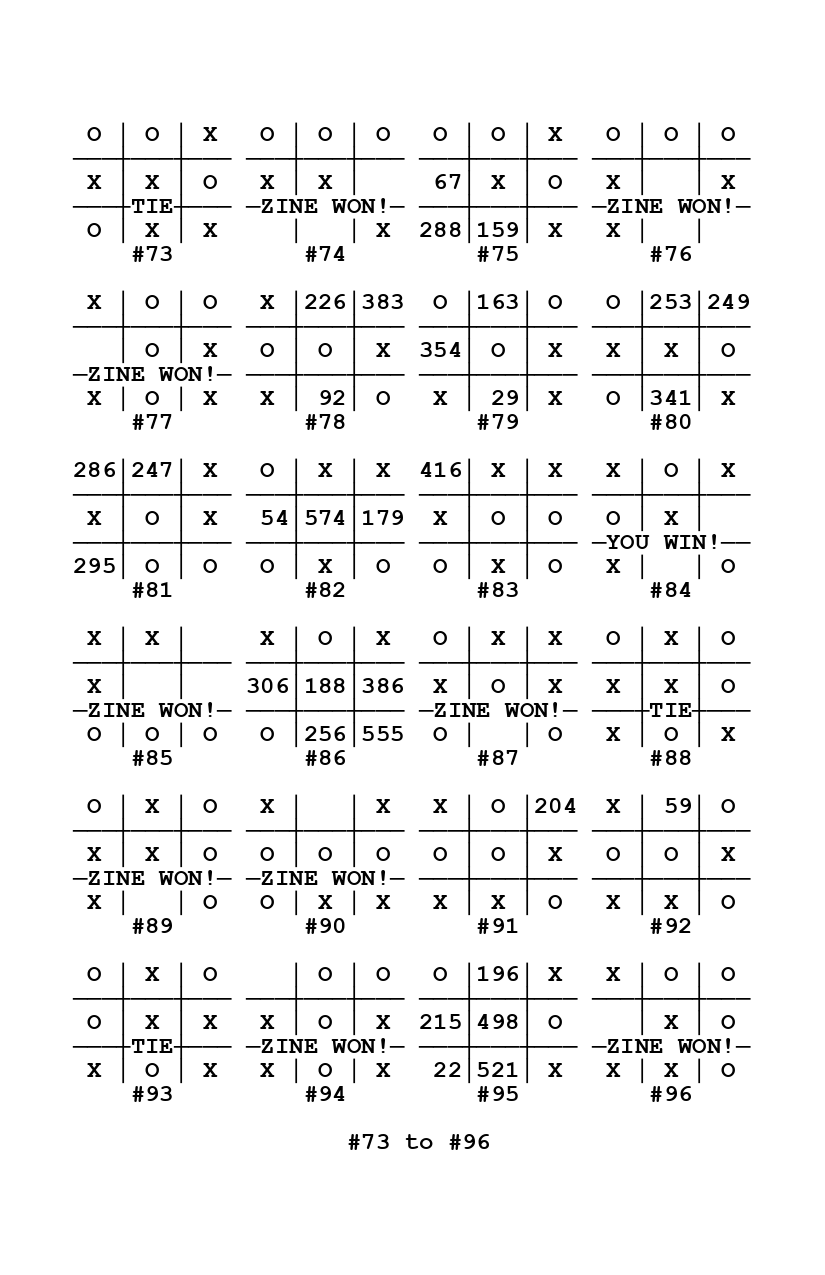 O | O | X O | O | O O | O | X O | O | O
X | X | O X | X | 67| X | O X | | X
TIE ZINE WON! ZINE WON!
O | X | X | | X 288|159| X X | |
#73 #74 #75 #76
X | O | O X |226|383 O |163| O O |253|249
| O | X O | O | X 354| O | X X | X | O
ZINE WON!
X | O | X X | 92| O X | 29| X O |341| X
#77 #78 #79 #80
286|247| X O | X | X 416| X | X X | O | X
X | O | X 54|574|179 X | O | O O | X |
YOU WIN!
295| O | O O | X | O O | X | O X | | O
#81 #82 #83 #84
X | X | X | O | X O | X | X O | X | O
X | | 306|188|386 X | O | X X | X | O
ZINE WON! ZINE WON! TIE
O | O | O O |256|555 O | | O X | O | X
#85 #86 #87 #88
O | X | O X | | X X | O |204 X | 59| O
X | X | O O | O | O O | O | X O | O | X
ZINE WON! ZINE WON!
X | | O O | X | X X | X | O X | X | O
#89 #90 #91 #92
O | X | O | O | O O |196| X X | O | O
O | X | X X | O | X 215|498| O | X | O
TIE ZINE WON! ZINE WON!
X | O | X X | O | X 22|521| X X | X | O
#93 #94 #95 #96
#73 to #96